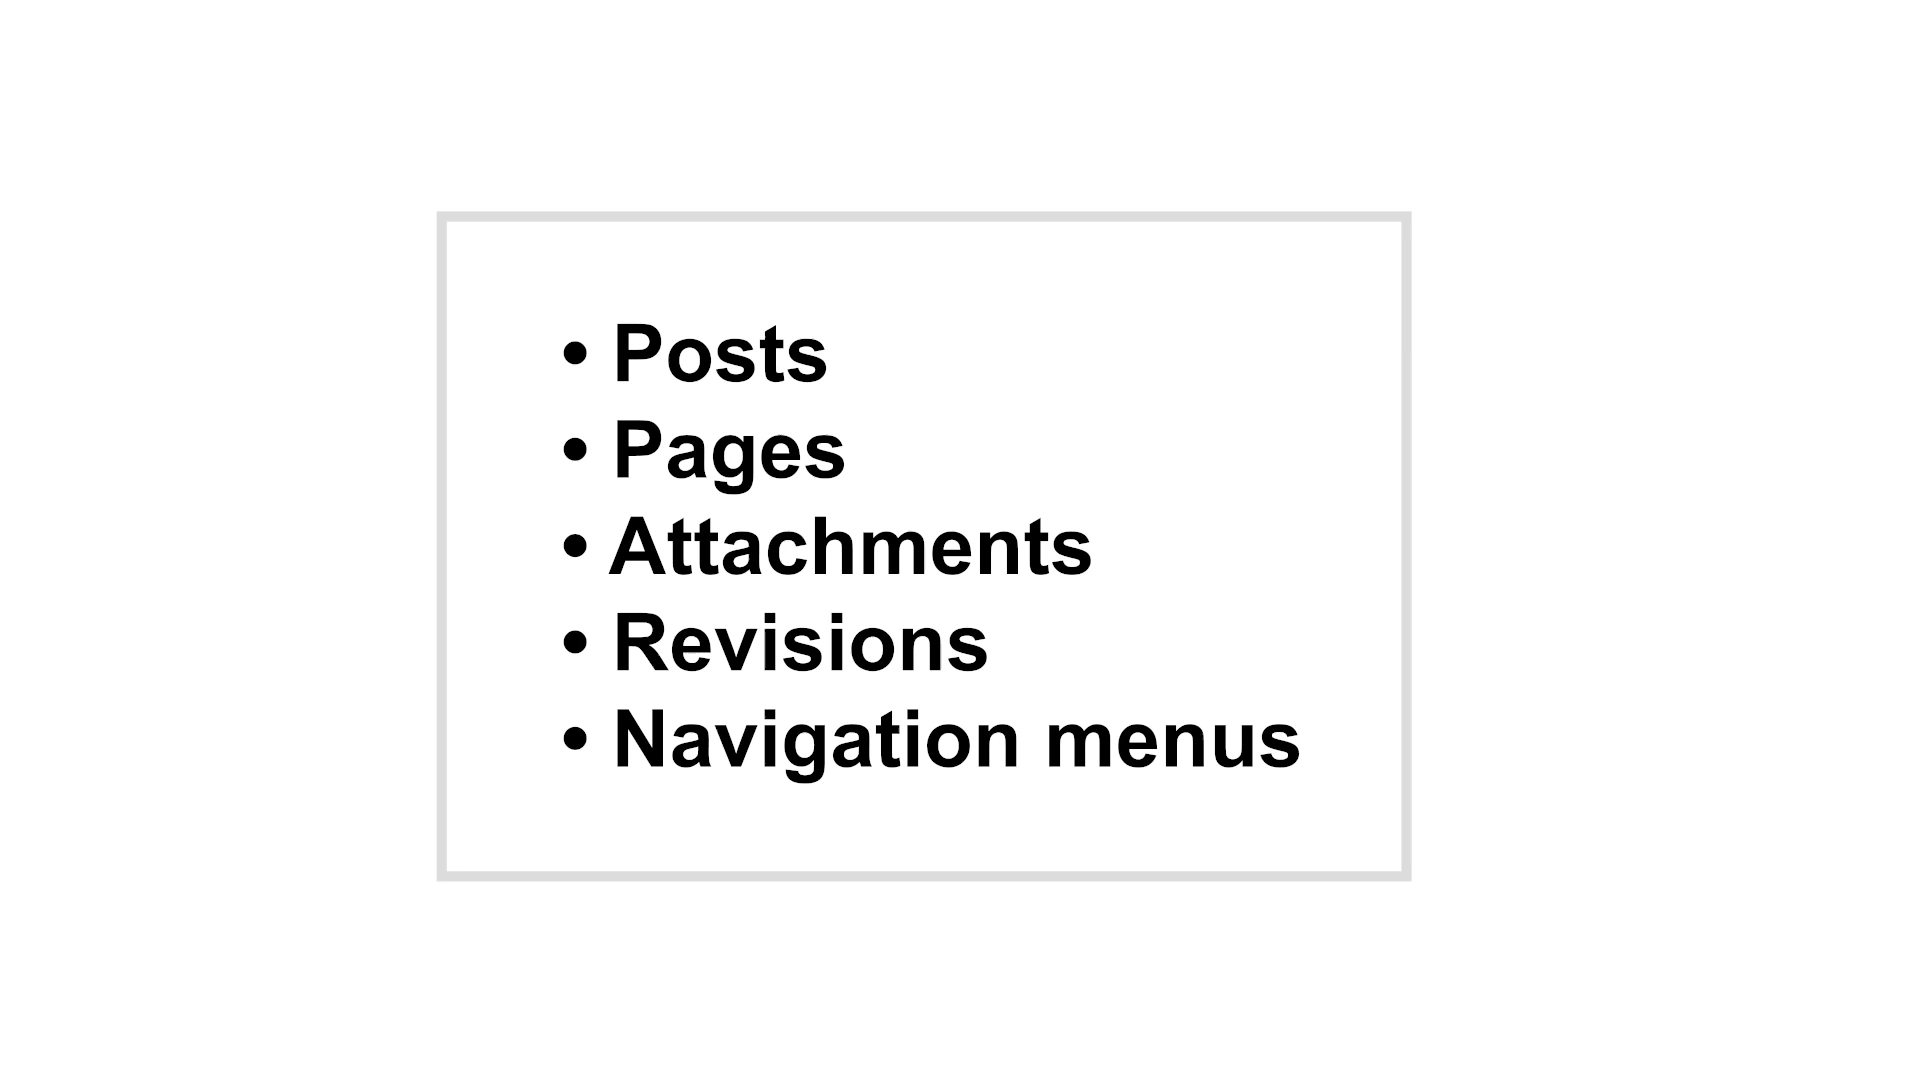 • Posts
• Pages
• Attachments
• Revisions
• Navigation menus